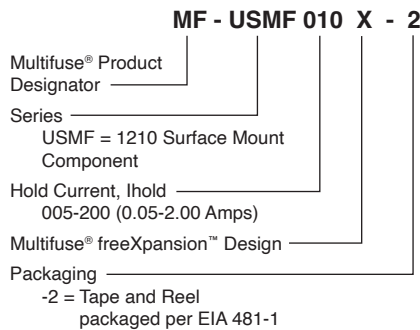 MF - USMF 010 X - 2
Multifuse® Product
Designator
Series
USMF = 1210 Surface Mount
Component
Hold Current, Ihold
005-200 (0.05-2.00 Amps)
Multifuse® freeXpansion™ Design
Packaging
-2 = Tape and Reel
packaged per EIA 481-1